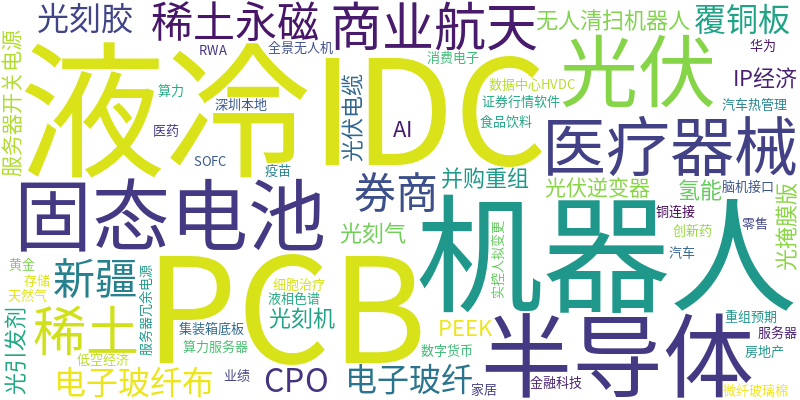 光刻胶
稀土永磁
商业航天
无人清扫机器人
覆铜板
服务器开关电源
RWA
全景无人机
消费电子
华为
液冷
IDC
光伏
IP经济
算力
深圳本地
光伏电缆
数据中心HVDC
证券行情软件
食品饮料
汽车热管理
医药
AI
医疗器械
SOFC
疫苗
固态电池
券商
并购重组
光伏逆变器
氢能
脑机接口
光掩膜版
机器人
铜连接
零售
创新药
光刻气
实控人拟变更
汽车
新疆
PCB
黄金
存储
天然气
服务器冗余电源
细胞治疗
液相色谱
光刻机
光引发剂
稀土
集装箱底板
算力服务器
PEEK
数字货币
半导体
重组预期
服务器
房地产
低空经济
电子玻纤布
业绩
CPO
电子玻纤
家居
金融科技
微纤玻璃棉